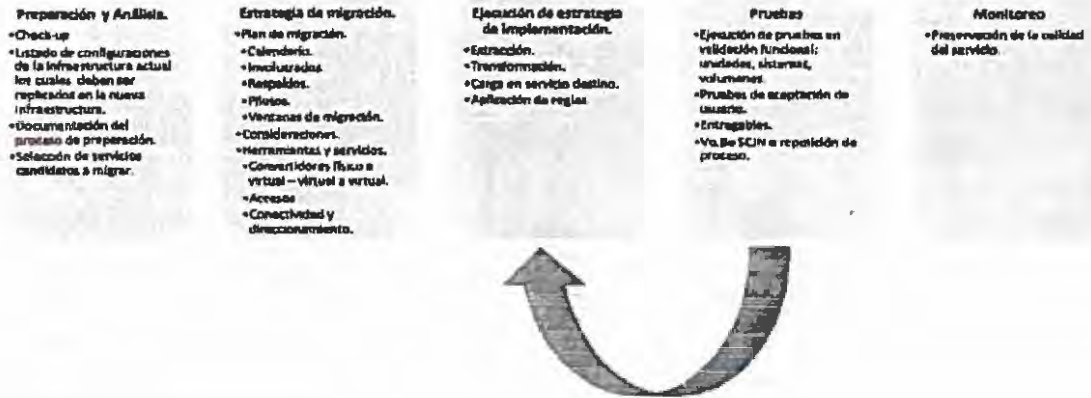 Preparación y Análisis.
•Check-up
•Listado de configuraciones
de la infraestructura actual
los cuales deben ser
replicados en la nueva
infraestructura.
•Documentación del
proceso de preparación.
•Selección de servicios
candidatos a migrar.
Estrategia de migración.
•Plan de migración.
•Calendario.
•Involucrados.
•Respaldos.
•Pilotos.
•Ventanas de migración.
•Consideraciones.
•Herramientas y servicios.
•Convertidores físico a
virtual – virtual a virtual.
•Accesos
•Conectividad y
direccionamiento.
Ejecución de estrategia
de implementación.
•Extracción.
•Transformación.
•Carga en servicio destino.
•Aplicación de reglas
Pruebas
•Ejecución de pruebas en
validación funcional:
unidades, sistemas,
volumenes.
•Pruebas de aceptación de
usuario.
•Entregables.
•Vo.Bo SCJN o repetición de
proceso.
Monitoreo
•Preservación de la calidad
del servicio.